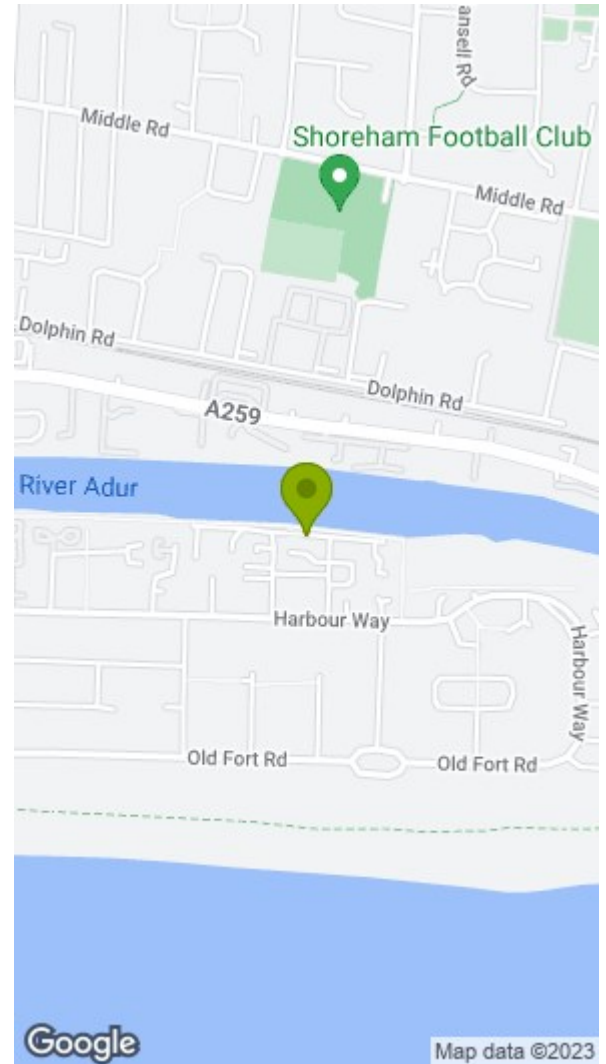 ansell Rd
Middle Rd
Shoreham Football Club
Middle Rd
Dolphin Rd
Dolphin Rd
A259
River Adur
Harbour Way
Harbour Way
Old Fort Rd
Old Fort Rd
Google
Map data ©2023